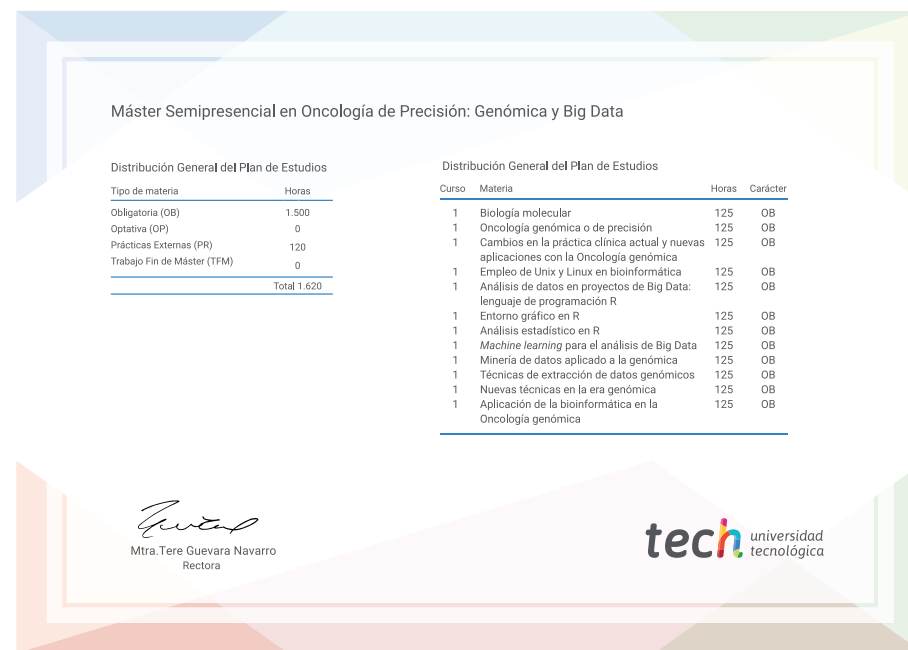 Máster Semipresencial en Oncología de Precisión: Genómica y Big Data
Distribución General del Plan de Estudios
Tipo de materia Horas
Obligatoria (OB) 1.500
Optativa (OP) 0
Prácticas Externas (PR) 120
Trabajo Fin de Máster (TFM) 0
Total 1.620
Distribución General del Plan de Estudios
Curso Materia Horas Carácter
1 Biología molecular 125 OB
1 Oncología genómica o de precisión 125 OB
1 Cambios en la práctica clínica actual y nuevas 125 OB
aplicaciones con la Oncología genómica
1 Empleo de Unix y Linux en bioinformática 125 OB
1 Análisis de datos en proyectos de Big Data: 125 OB
lenguaje de programación R
1 Entorno gráfico en R 125 OB
1 Análisis estadístico en R 125 OB
1 Machine learning para el análisis de Big Data 125 OB
1 Minería de datos aplicado a la genómica 125 OB
1 Técnicas de extracción de datos genómicos 125 OB
1 Nuevas técnicas en la era genómica 125 OB
1 Aplicación de la bioinformática en la 125 OB
Oncología genómica
Mtra.Tere Guevara Navarro
Rectora
tech universidad
tecnológica